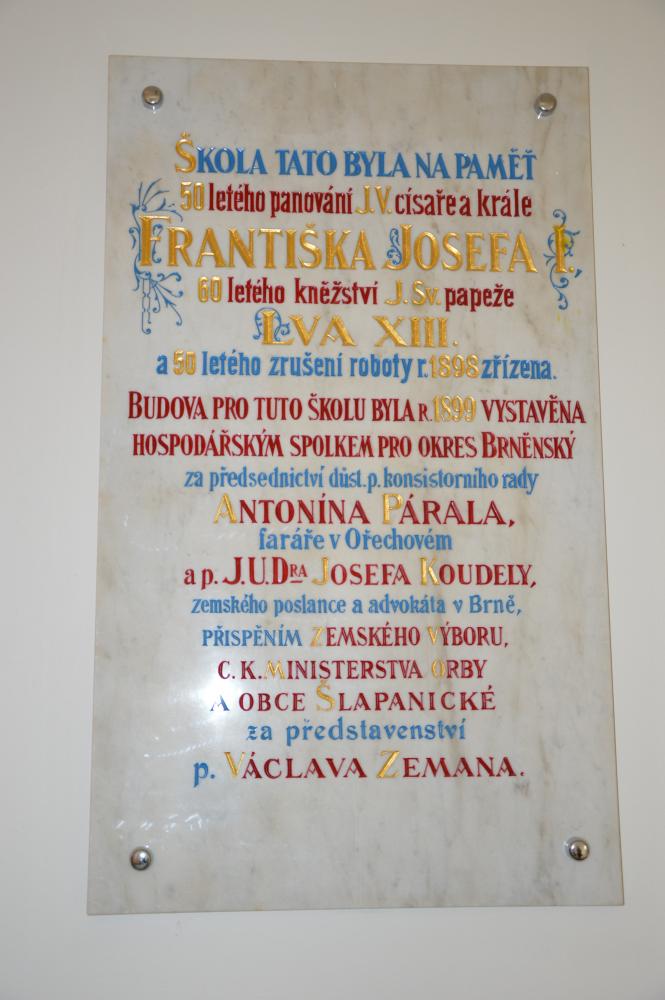 ŠKOLA TATO BYLA NA PAMĚŤ
50 letého panování J.V. císaře a krále
FRANTIŠKA JOSEFA I.
60 letého kněžství J. Sv. papeže
LVA XIII.
a 50 letého zrušení roboty r. 1898 zřízena.
BUDOVA PRO TUTO ŠKOLU BYLA R. 1899 VYSTAVĚNA
HOSPODÁŘSKÝM SPOLKEM PRO OKRES BRNĚNSKÝ
za předsednictví důst. p. konsistorního rady
ANTONÍNA PÁRALA,
faráře v Ořechovém
a p. J.U.DRA JOSEFA KOUDELY,
zemského poslance a advokáta v Brně,
PŘISPĚNÍM ZEMSKÉHO VÝBORU,
C. K. MINISTERSTVA ORBY
A OBCE ŠLAPANICKÉ
za představenství
p. VÁCLAVA ZEMANA.